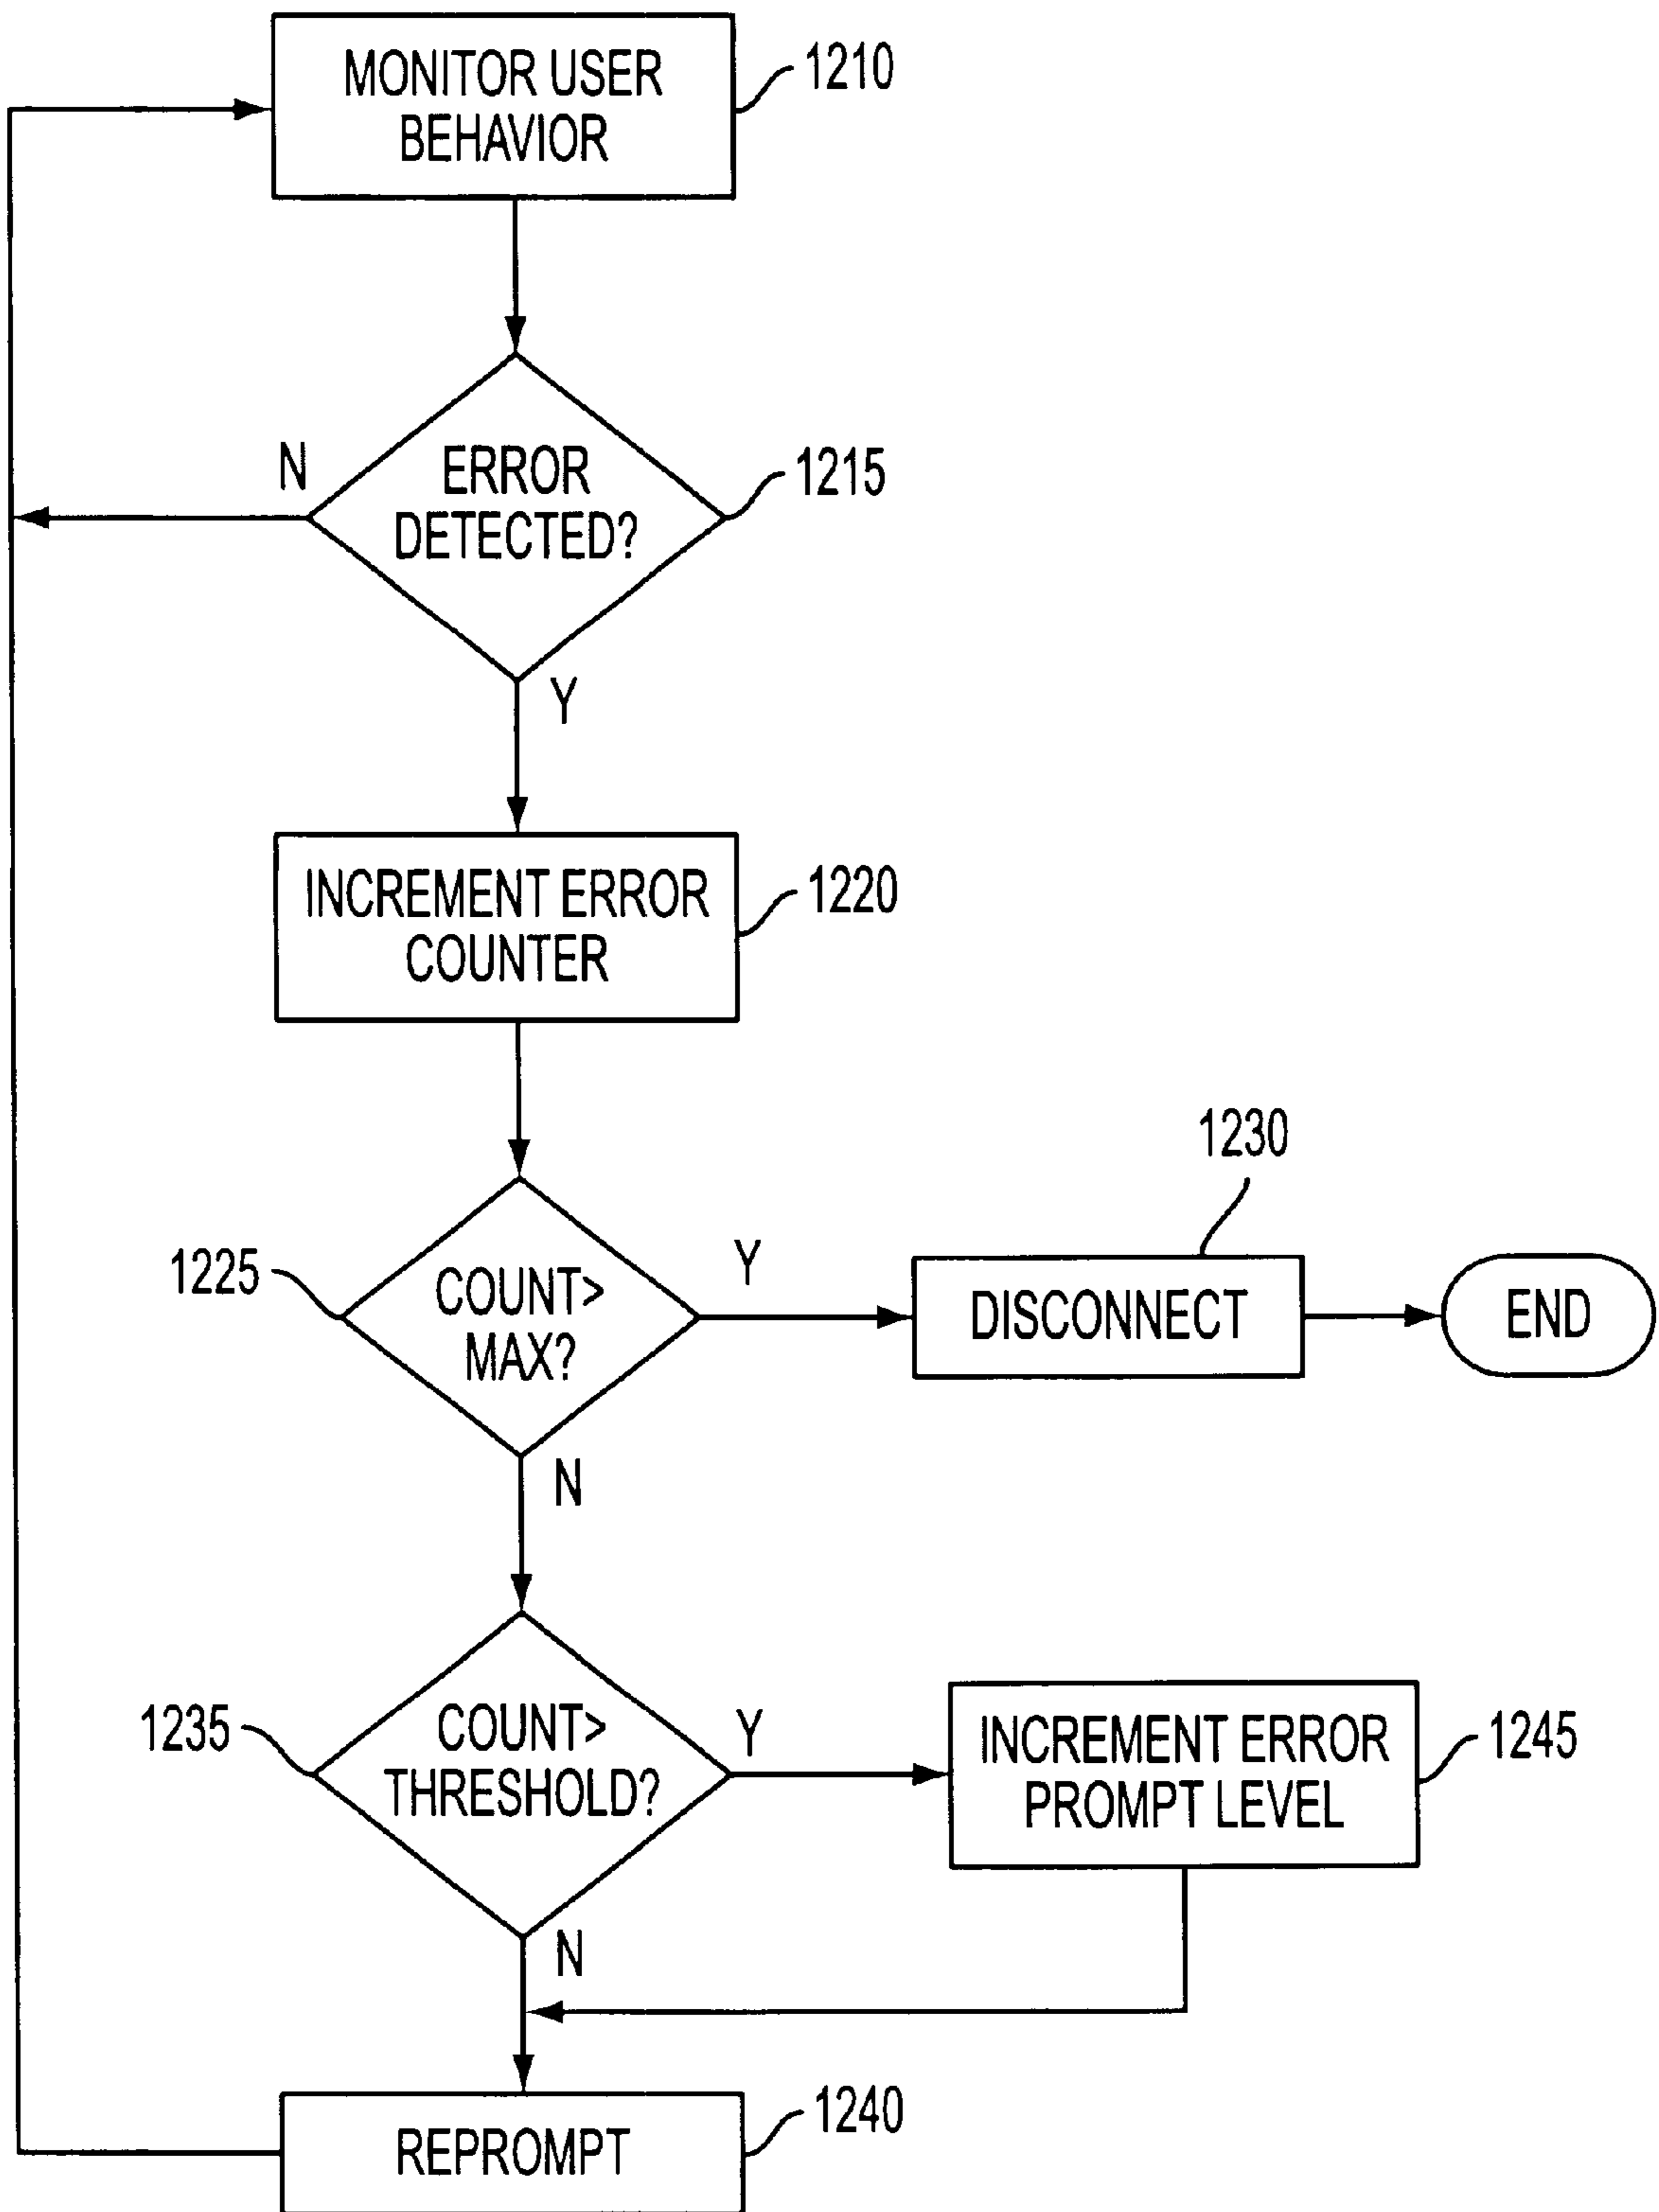 MONITOR USER
BEHAVIOR
1210
N
ERROR
DETECTED?
1215
Y
INCREMENT ERROR
COUNTER
1220
1230
1225
COUNT>
MAX?
Y
DISCONNECT
END
N
1235
COUNT>
THRESHOLD?
Y
INCREMENT ERROR
PROMPT LEVEL
1245
N
REPROMPT
1240